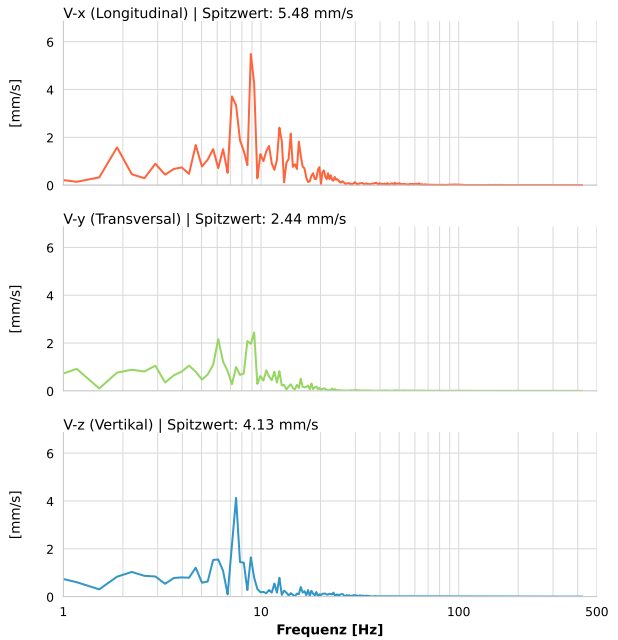 V-x (Longitudinal) | Spitzwert: 5.48 mm/s
6
4
2
0
[mm/s]
V-y (Transversal) | Spitzwert: 2.44 mm/s
6
4
2
0
[mm/s]
V-z (Vertikal) | Spitzwert: 4.13 mm/s
6
4
2
0
[mm/s]
1 10 100 500
Frequenz [Hz]